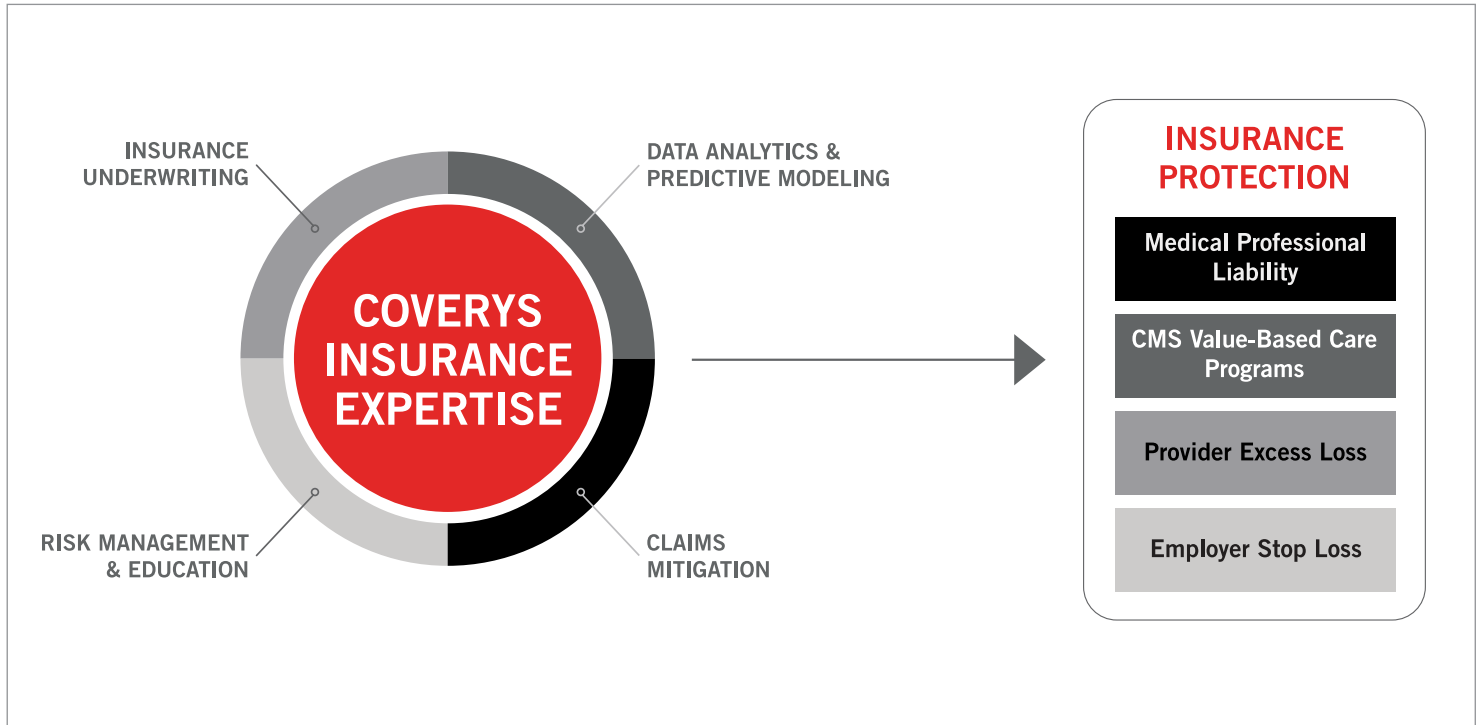 INSURANCE
UNDERWRITING
DATA ANALYTICS &
PREDICTIVE MODELING
COVERYS
INSURANCE
EXPERTISE
RISK MANAGEMENT
& EDUCATION
CLAIMS
MITIGATION
INSURANCE
PROTECTION
Medical Professional
Liability
CMS Value-Based Care
Programs
Provider Excess Loss
Employer Stop Loss